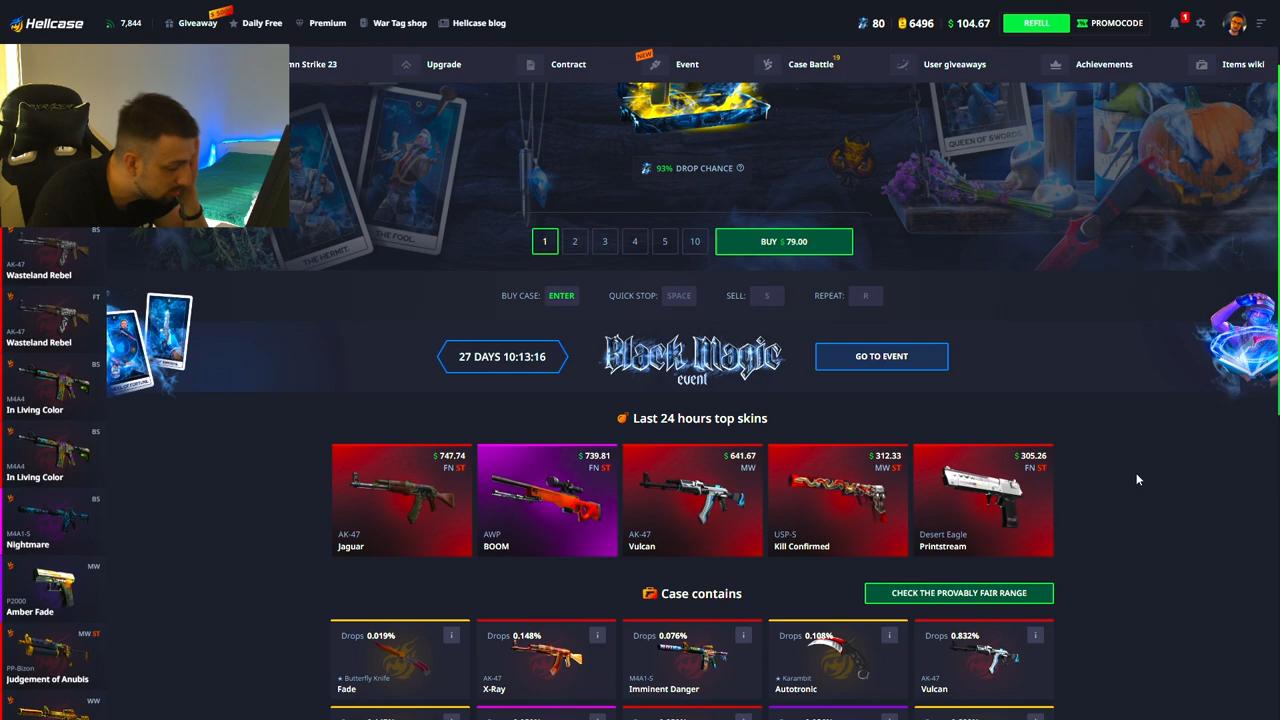 Hellcase
7,844
Giveaway
Daily Free
Premium
War Tag shop
Hellcase blog
80
6496
$ 104.67
REFILL
PROMOCODE
1
mn Strike 23
Upgrade
Contract
NEW
Event
Case Battle
19
User giveaways
Achievements
Items wiki
THE HERMIT.
THE FOOL.
QUEEN OF SWORDS.
93% DROP CHANCE
1
2
3
4
5
10
BUY $ 79.00
BUY CASE: ENTER
QUICK STOP: SPACE
SELL: S
REPEAT: R
27 DAYS 10:13:16
Black Magic
event
GO TO EVENT
Last 24 hours top skins
$ 747.74
FN ST
AK-47
Jaguar
$ 739.81
FN ST
AWP
BOOM
$ 641.67
MW
AK-47
Vulcan
$ 312.33
MW ST
USP-S
Kill Confirmed
$ 305.26
FN ST
Desert Eagle
Printstream
Case contains
CHECK THE PROVABLY FAIR RANGE
Drops 0.019%
★ Butterfly Knife
Fade
Drops 0.148%
AK-47
X-Ray
Drops 0.076%
M4A1-S
Imminent Danger
Drops 0.108%
★ Karambit
Autotronic
Drops 0.832%
AK-47
Vulcan
BS
AK-47
Wasteland Rebel
FT
AK-47
Wasteland Rebel
BS
M4A4
In Living Color
BS
M4A4
In Living Color
BS
M4A1-S
Nightmare
MW
P2000
Amber Fade
MW ST
PP-Bizon
Judgement of Anubis
WW